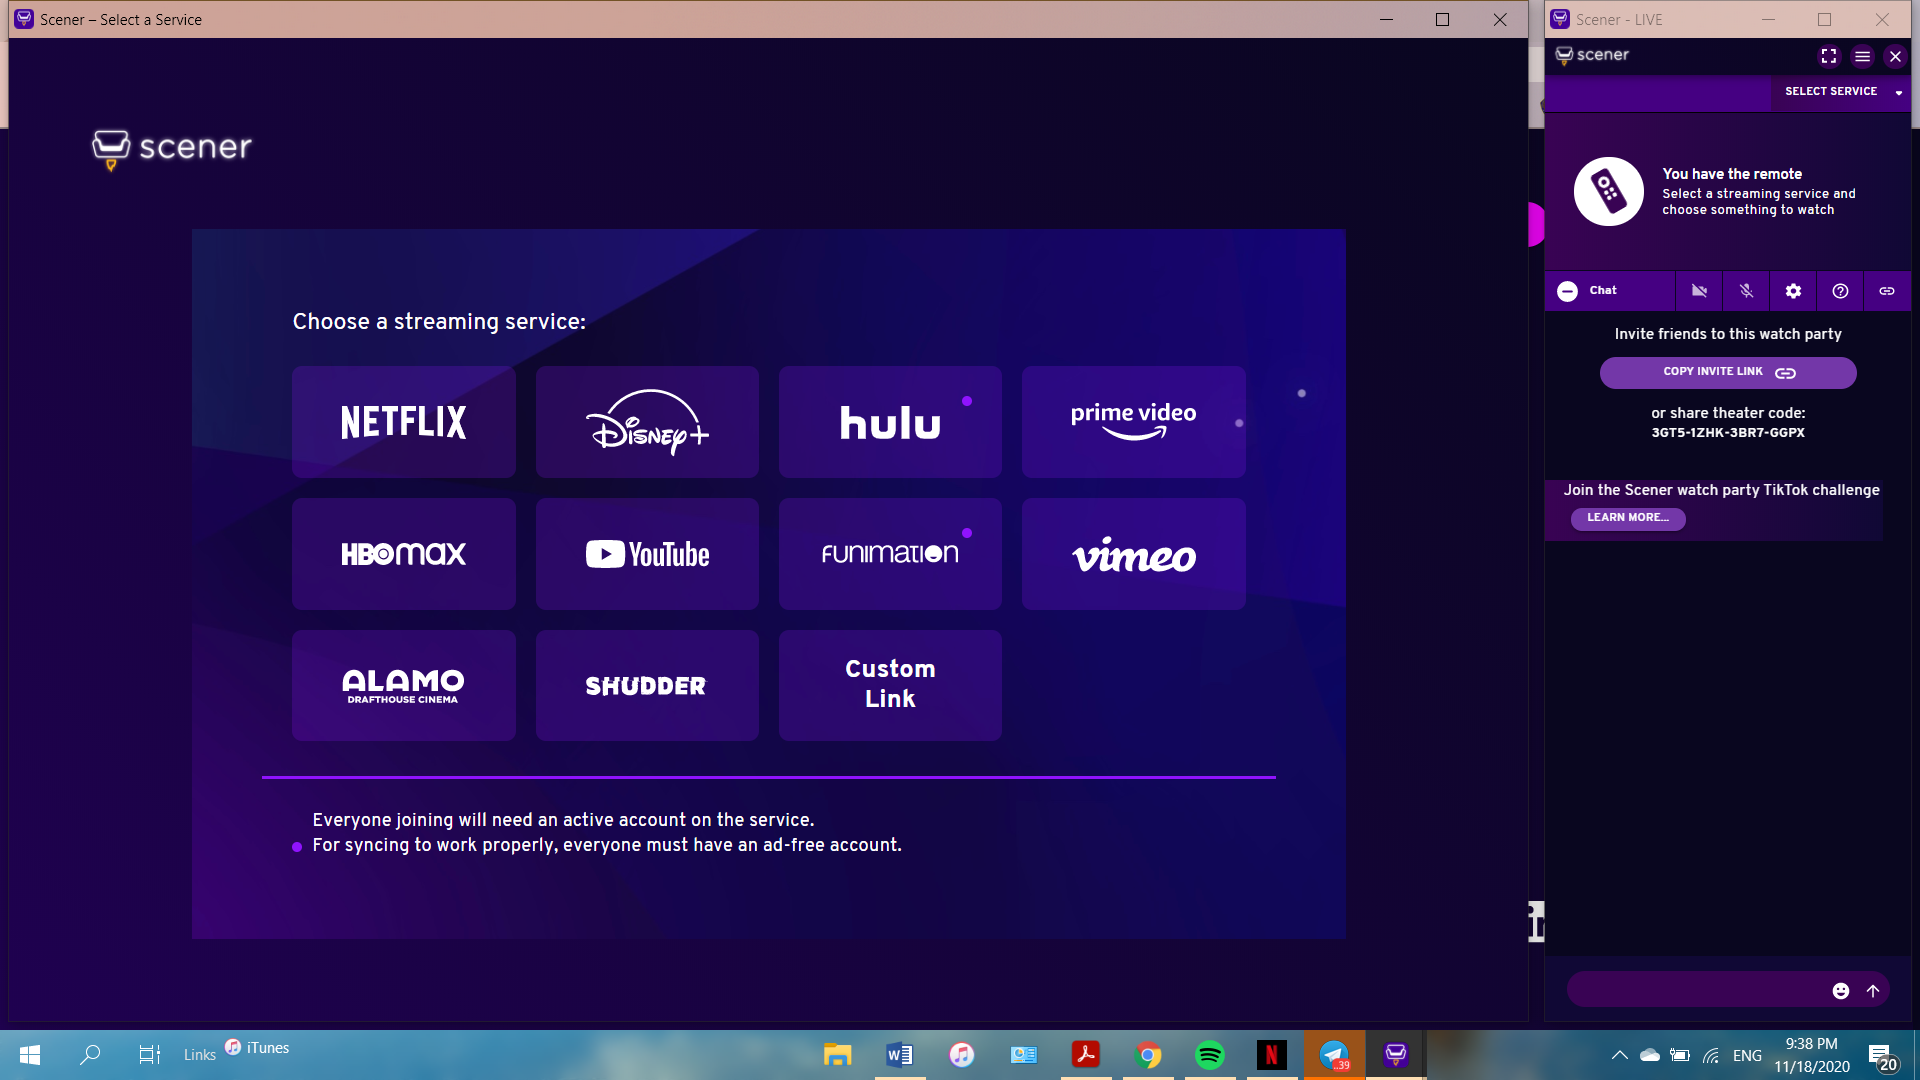 Scener – Select a Service
scener
Choose a streaming service:
NETFLIX
Disney+
hulu
prime video
HBOmax
YouTube
FUNIMATION
vimeo
ALAMO
DRAFTHOUSE CINEMA
SHUDDER
Custom
Link
Everyone joining will need an active account on the service.
For syncing to work properly, everyone must have an ad-free account.
Scener - LIVE
scener
SELECT SERVICE
You have the remote
Select a streaming service and
choose something to watch
Chat
Invite friends to this watch party
COPY INVITE LINK
or share theater code:
3GT5-1ZHK-3BR7-GGPX
Join the Scener watch party TikTok challenge
LEARN MORE...
Links
iTunes
W
N
..39
ENG
9:38 PM
11/18/2020
20